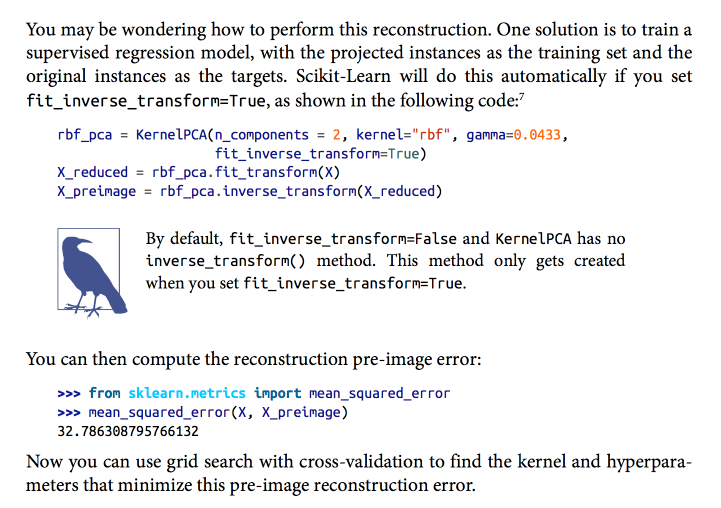 You may be wondering how to perform this reconstruction. One solution is to train a
supervised regression model, with the projected instances as the training set and the
original instances as the targets. Scikit-Learn will do this automatically if you set
fit_inverse_transform=True, as shown in the following code:⁷
rbf_pca = KernelPCA(n_components = 2, kernel="rbf", gamma=0.0433,
                    fit_inverse_transform=True)
X_reduced = rbf_pca.fit_transform(X)
X_preimage = rbf_pca.inverse_transform(X_reduced)
By default, fit_inverse_transform=False and KernelPCA has no
inverse_transform() method. This method only gets created
when you set fit_inverse_transform=True.
You can then compute the reconstruction pre-image error:
>>> from sklearn.metrics import mean_squared_error
>>> mean_squared_error(X, X_preimage)
32.786308795766132
Now you can use grid search with cross-validation to find the kernel and hyperpara-
meters that minimize this pre-image reconstruction error.